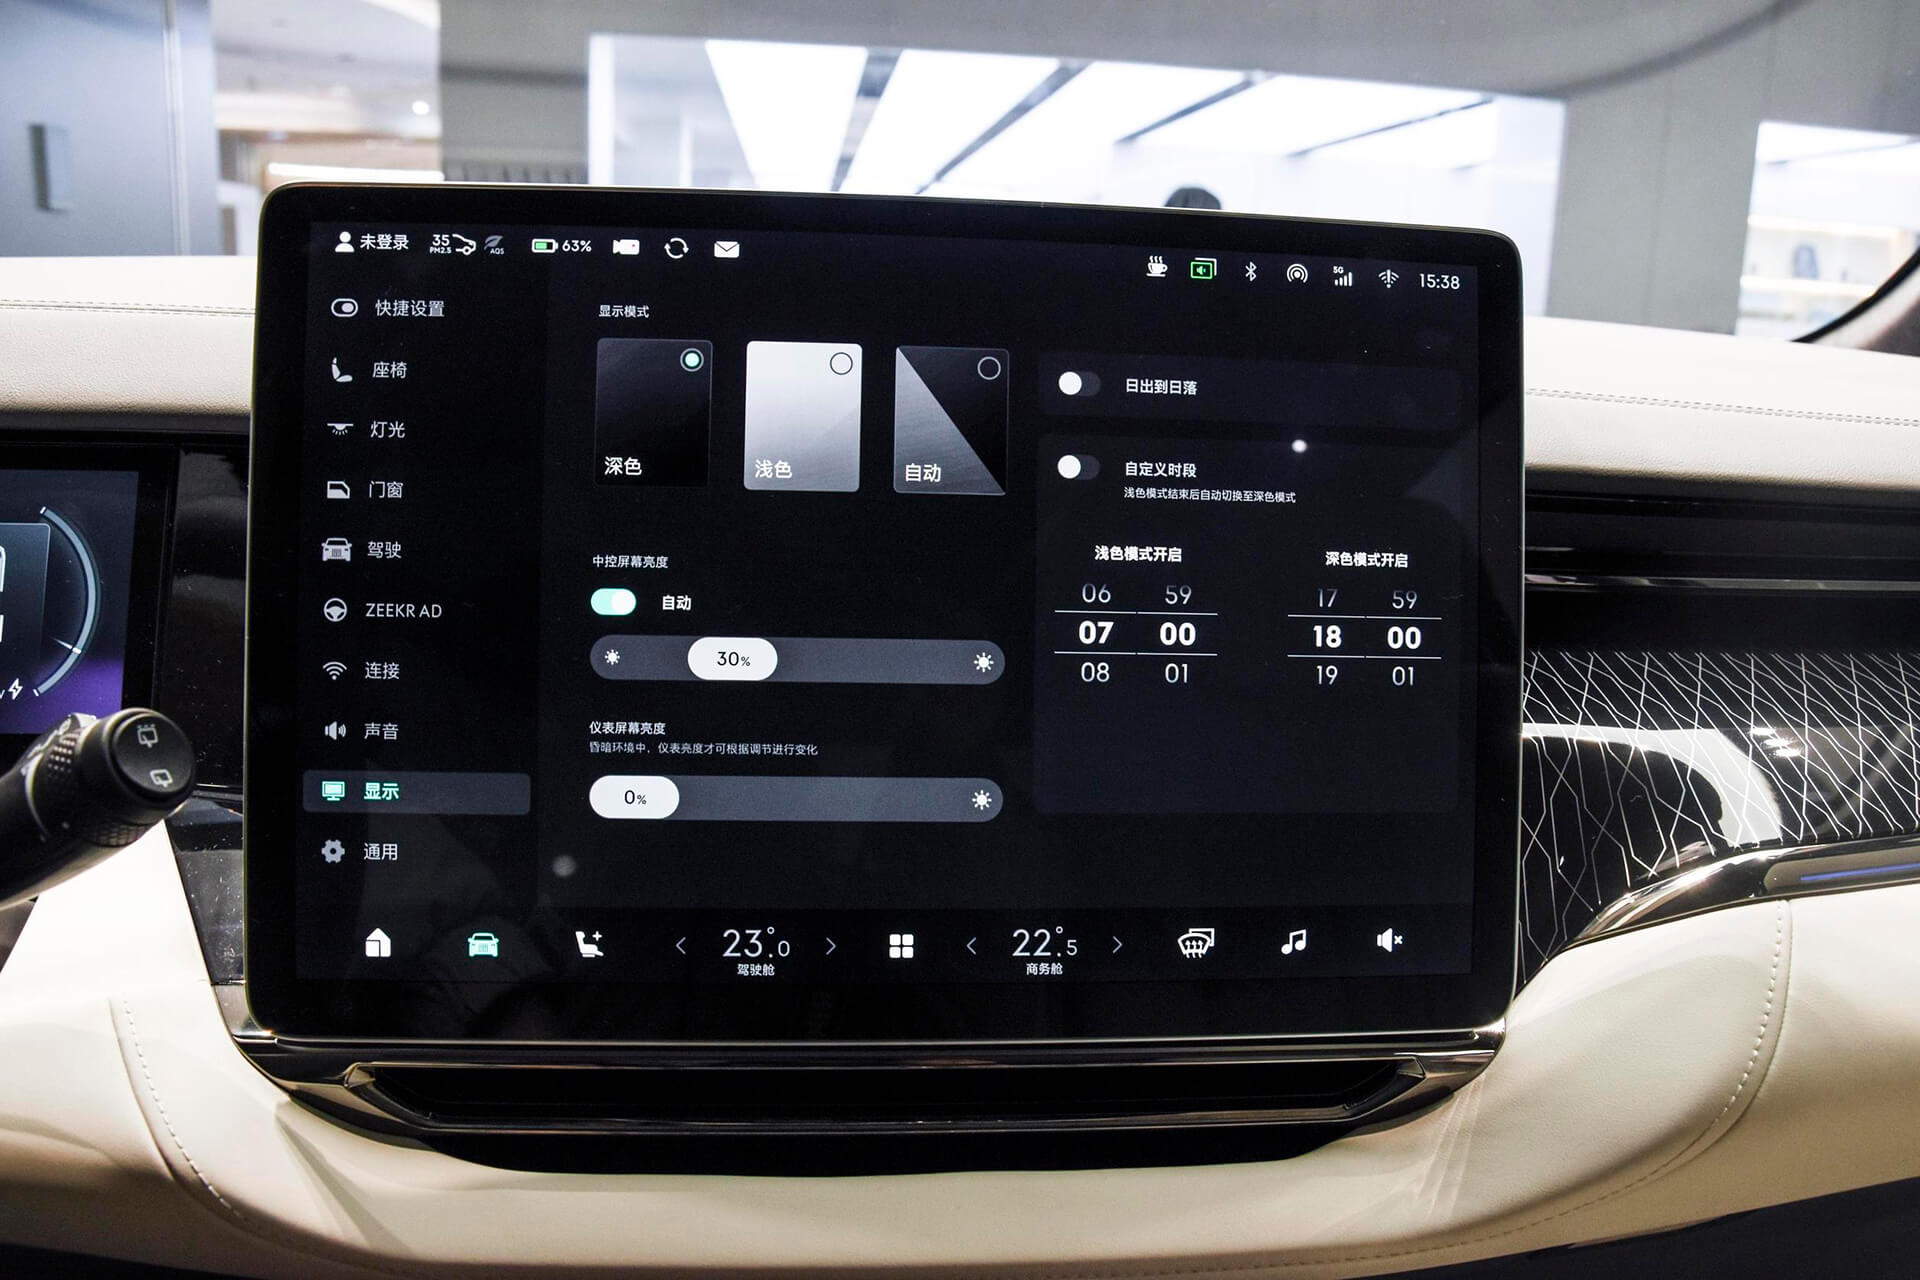 未登录 35 PM2.5 AQS 63% 5G 15:38
快捷设置
座椅
灯光
门窗
驾驶
ZEEKR AD
连接
声音
显示
通用
显示模式
深色 浅色 自动
中控屏幕亮度
自动
30%
仪表屏幕亮度
昏暗环境中，仪表亮度才可根据调节进行变化
0%
日出到日落
自定义时段
浅色模式结束后自动切换至深色模式
浅色模式开启 深色模式开启
06 59 17 59
07 00 18 00
08 01 19 01
23.0° 22.5°
驾驶舱 商务舱